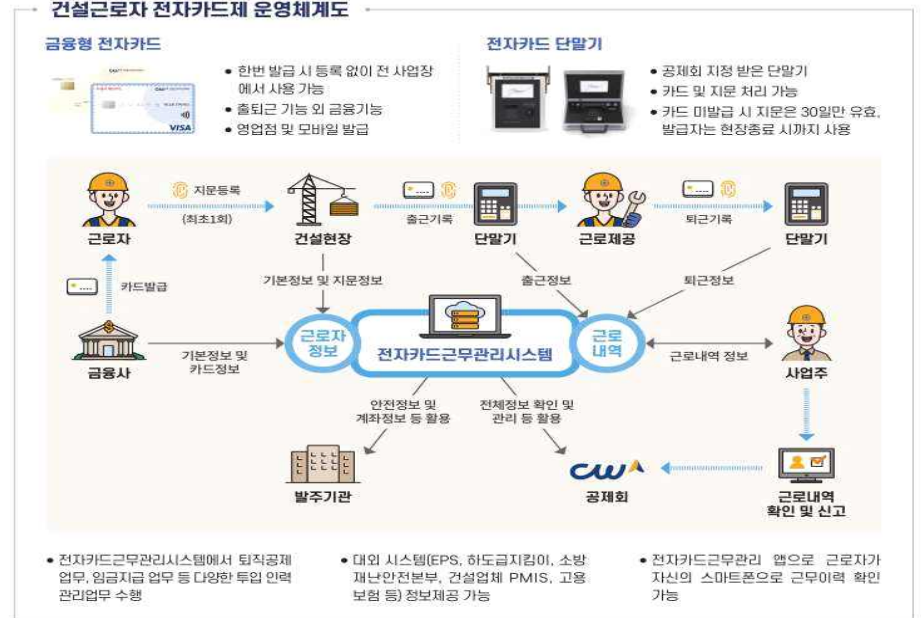 건설근로자 전자카드제 운영체계도
금융형 전자카드
• 한번 발급 시 등록 없이 전 사업장
에서 사용 가능
• 출퇴근 기능 외 금융기능
• 영업점 및 모바일 발급
VISA
전자카드 단말기
• 공제회 지정 받은 단말기
• 카드 및 지문 처리 가능
• 카드 미발급 시 지문은 30일만 유효,
발급자는 현장종료 시까지 사용
지문등록
(최초1회)
출근기록
퇴근기록
근로자
건설현장
단말기
근로제공
단말기
카드발급
기본정보 및 지문정보
출근정보
퇴근정보
금융사
기본정보 및
카드정보
근로자
정보
전자카드근무관리시스템
근로
내역
근로내역 정보
사업주
안전정보 및
계좌정보 등 활용
전체정보 확인 및
관리 등 활용
발주기관
cw
공제회
근로내역
확인 및 신고
• 전자카드근무관리시스템에서 퇴직공제
업무, 임금지급 업무 등 다양한 투입 인력
관리업무 수행
• 대외 시스템(EPS, 하도급지킴이, 소방
재난안전본부, 건설업체 PMIS, 고용
보험 등) 정보제공 가능
• 전자카드근무관리 앱으로 근로자가
자신의 스마트폰으로 근무이력 확인
가능